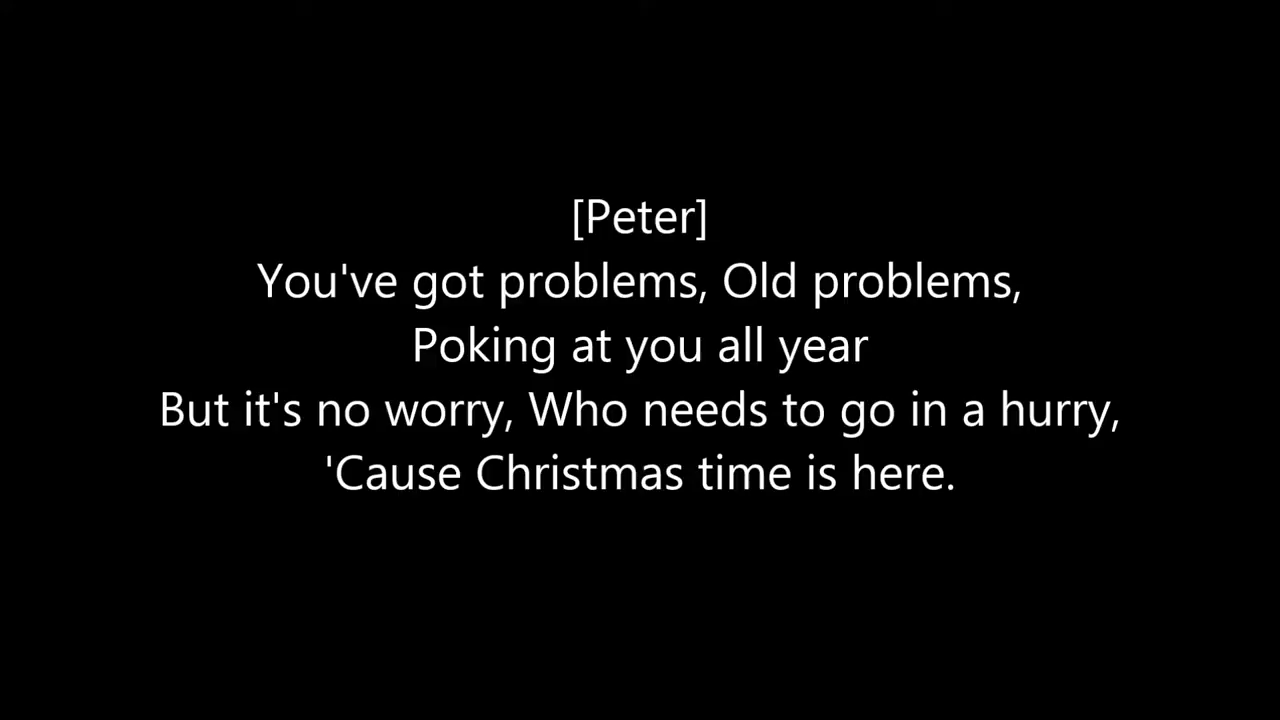 [Peter]
You've got problems, Old problems,
Poking at you all year
But it's no worry, Who needs to go in a hurry,
'Cause Christmas time is here.